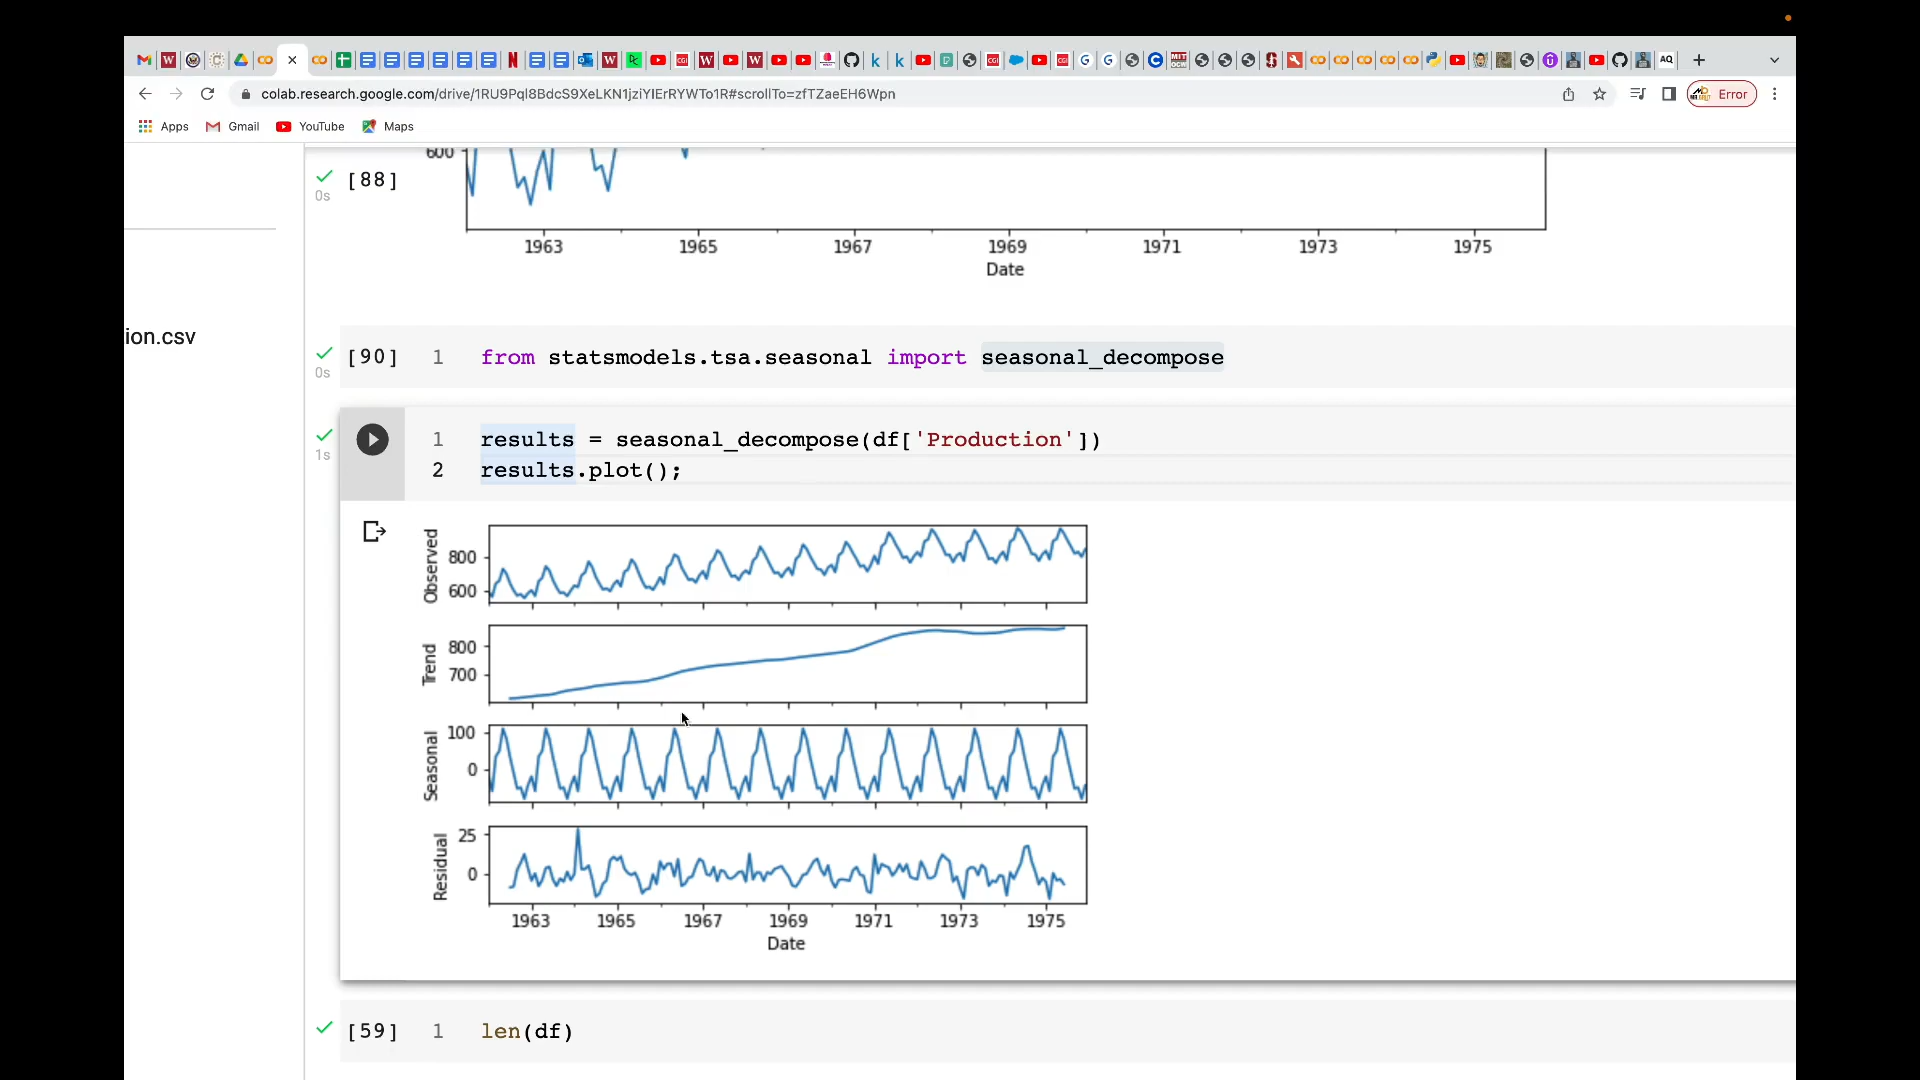 colab.research.google.com/drive/1RU9Pql8BdcS9XeLKN1jziYIErRYWTo1R#scrollTo=zfTZaeEH6Wpn
Error
Apps
Gmail
YouTube
Maps
600
[88]
0s
1963 1965 1967 1969 1971 1973 1975
Date
ion.csv
[90] 1 from statsmodels.tsa.seasonal import seasonal_decompose
0s
1 results = seasonal_decompose(df['Production'])
1s
2 results.plot();
Observed
800
600
Trend
800
700
Seasonal
100
0
Residual
25
0
1963 1965 1967 1969 1971 1973 1975
Date
[59] 1 len(df)